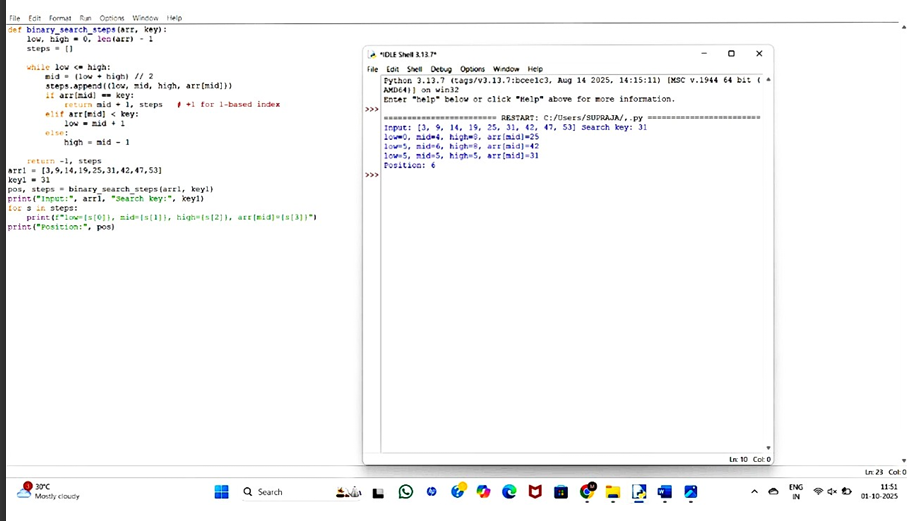 File Edit Format Run Options Window Help
def binary_search_steps(arr, key):
    low, high = 0, len(arr) - 1
    steps = []
    while low <= high:
        mid = (low + high) // 2
        steps.append((low, mid, high, arr[mid]))
        if arr[mid] == key:
            return mid + 1, steps # +1 for 1-based index
        elif arr[mid] < key:
            low = mid + 1
        else:
            high = mid - 1
    return -1, steps
arr1 = [3,9,14,19,25,31,42,47,53]
key1 = 31
pos, steps = binary_search_steps(arr1, key1)
print("Input:", arr1, "Search key:", key1)
for s in steps:
    print(f"low={s[0]}, mid={s[1]}, high={s[2]}, arr[mid]={s[3]}")
print("Position:", pos)
*IDLE Shell 3.13.7*
File Edit Shell Debug Options Window Help
Python 3.13.7 (tags/v3.13.7:bcee1c3, Aug 14 2025, 14:15:11) [MSC v.1944 64 bit (
AMD64)] on win32
Enter "help" below or click "Help" above for more information.
>>>
======================= RESTART: C:/Users/SUPRAJA/,.py =======================
Input: [3, 9, 14, 19, 25, 31, 42, 47, 53] Search key: 31
low=0, mid=4, high=8, arr[mid]=25
low=5, mid=6, high=8, arr[mid]=42
low=5, mid=5, high=5, arr[mid]=31
Position: 6
>>>
Ln: 10 Col: 0
Ln: 23 Col: 0
30°C
Mostly cloudy
Search
ENG
IN
11:51
01-10-2025